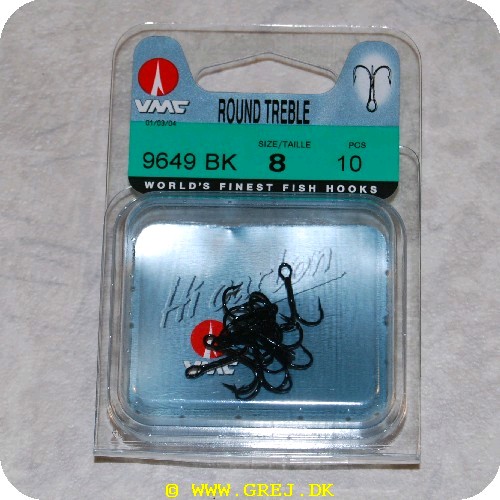 VMC
01/03/04
ROUND TREBLE
SIZE/TAILLE
PCS
9649 BK
8
10
WORLD'S FINEST FISH HOOKS
Hi carbon
VMC
© WWW.GREJ.DK